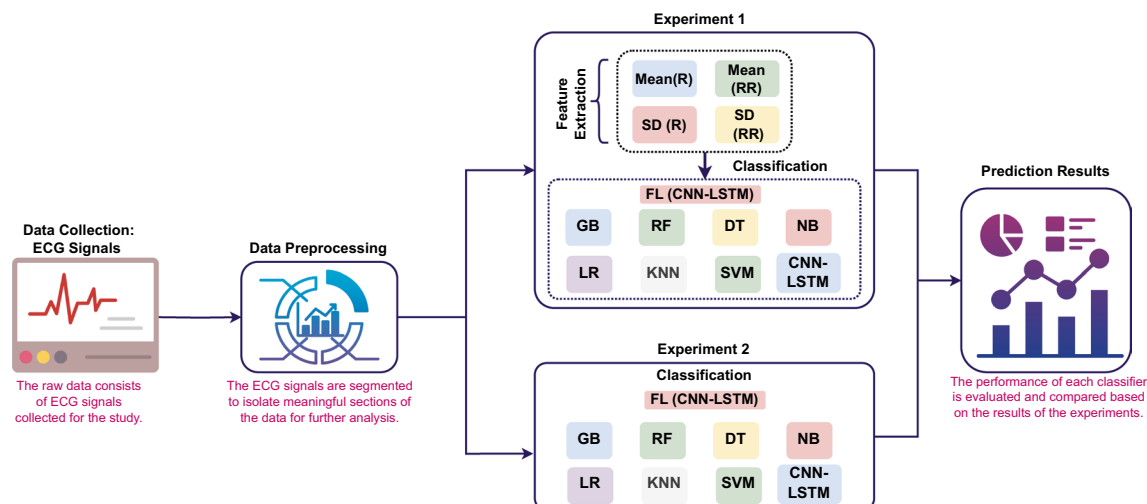 Experiment 1
Feature
Extraction
Mean(R)
Mean
(RR)
SD (R)
SD
(RR)
Classification
FL (CNN-LSTM)
GB
RF
DT
NB
LR
KNN
SVM
CNN-
LSTM
Data Collection:
ECG Signals
The raw data consists
of ECG signals
collected for the study.
Data Preprocessing
The ECG signals are segmented
to isolate meaningful sections of
the data for further analysis.
Experiment 2
Classification
FL (CNN-LSTM)
GB
RF
DT
NB
LR
KNN
SVM
CNN-
LSTM
Prediction Results
The performance of each classifier
is evaluated and compared based
on the results of the experiments.